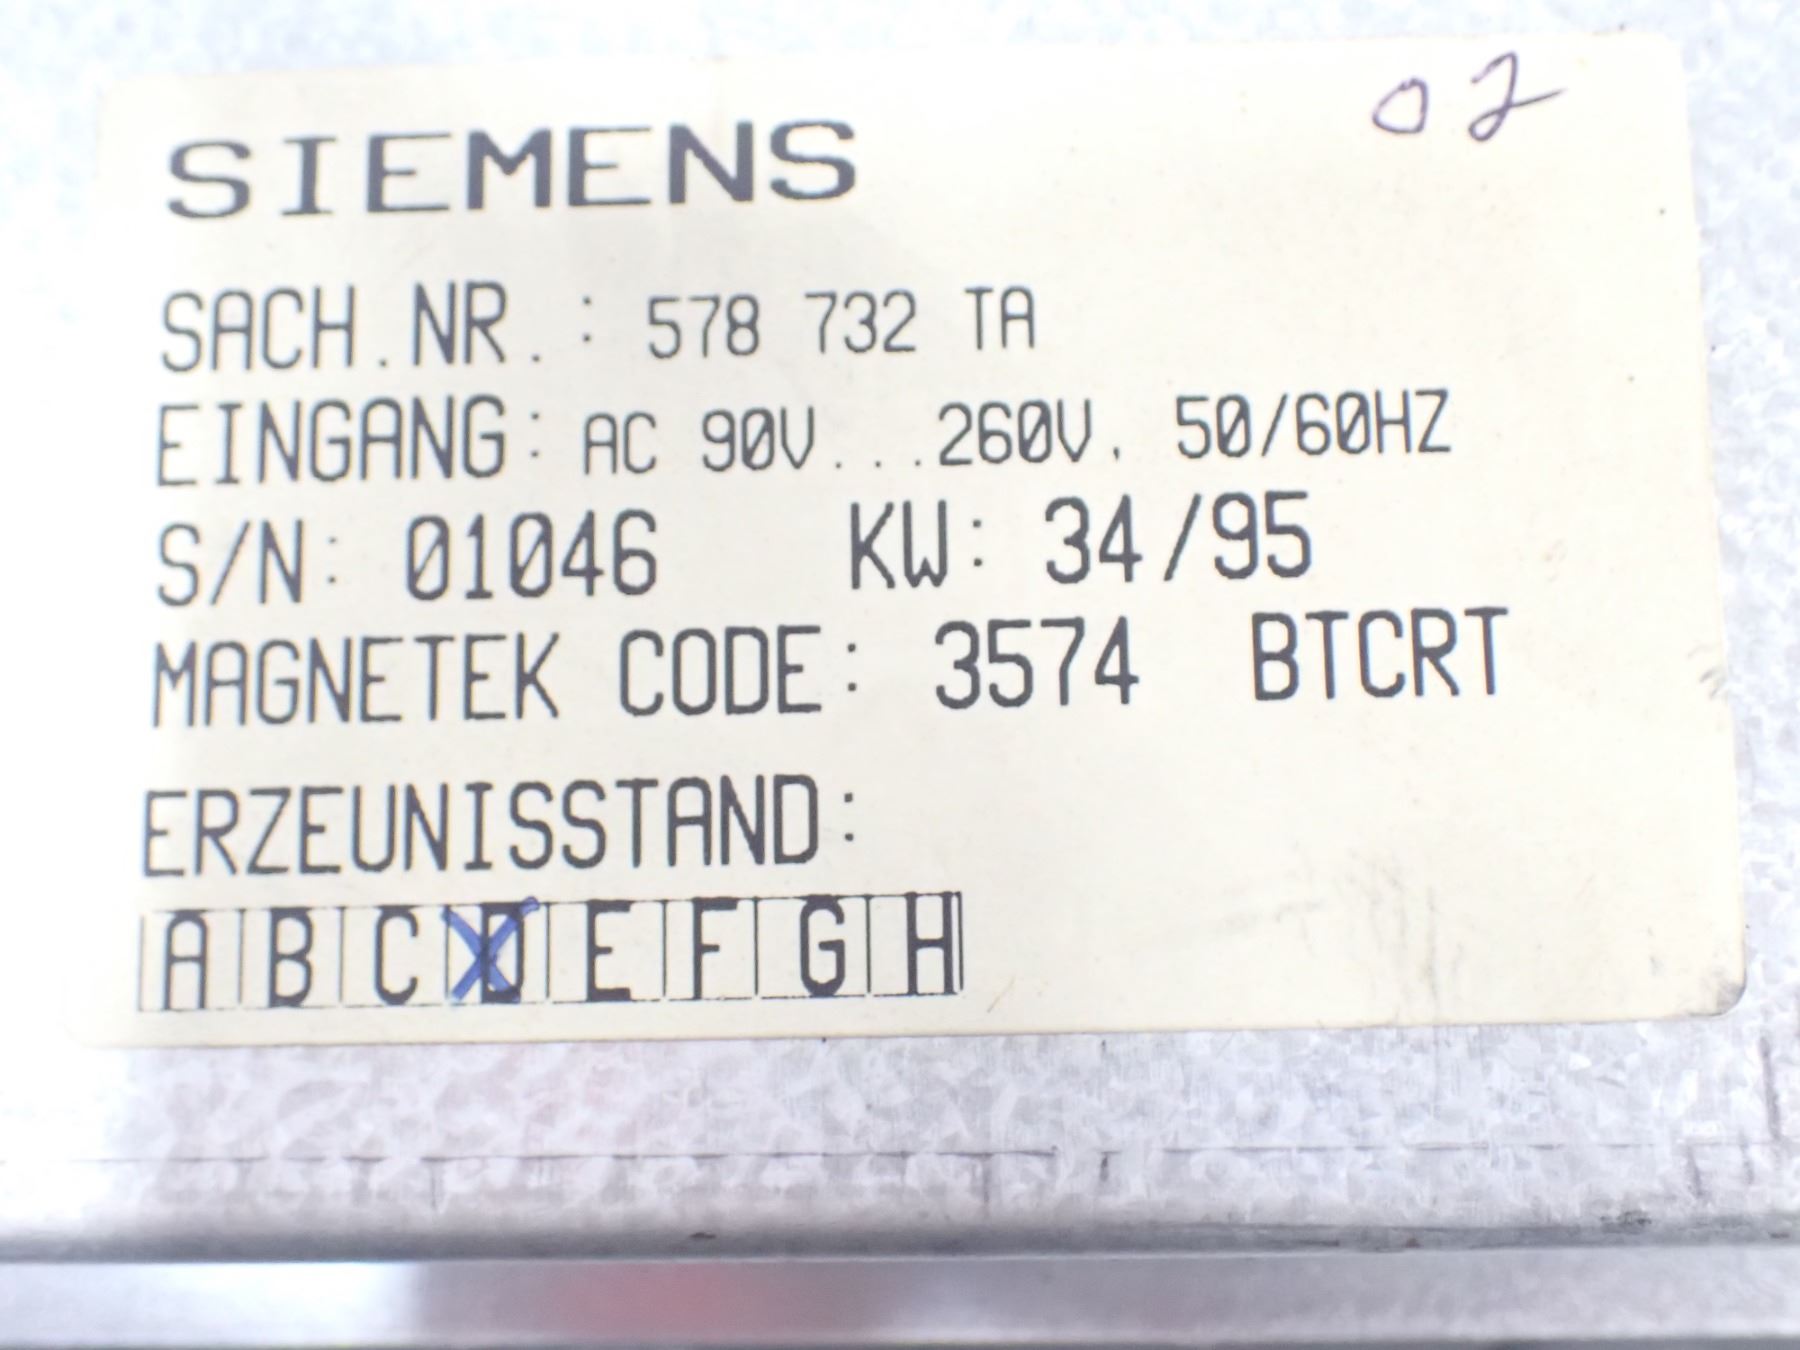 02
SIEMENS
SACH.NR.: 578 732 TA
EINGANG: AC 90V...260V, 50/60HZ
S/N: 01046 KW: 34/95
MAGNETEK CODE: 3574 BTCRT
ERZEUNISSTAND:
A B C D E F G H